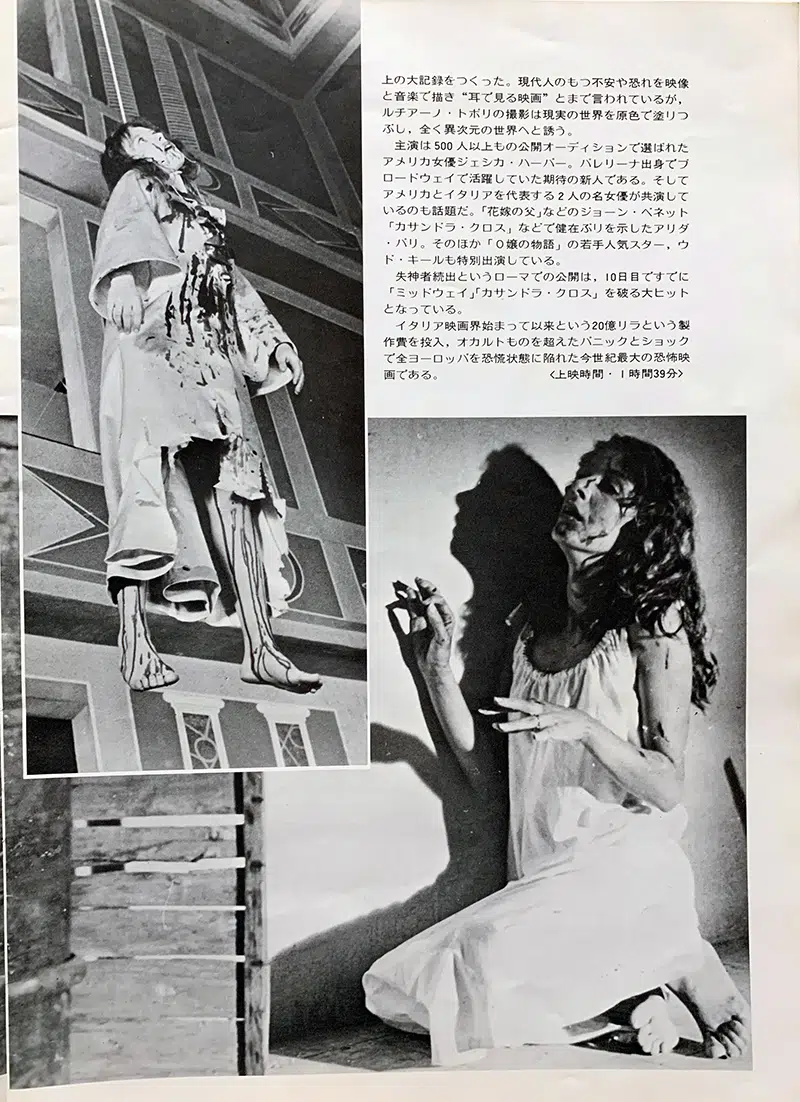 上の大記録をつくった。現代人のもつ不安や恐れを映像
と音楽で描き“耳で見る映画”とまで言われているが，
ルチアーノ・トボリの撮影は現実の世界を原色で塗りつ
ぶし，全く異次元の世界へと誘う。
主演は500人以上もの公開オーディションで選ばれた
アメリカ女優ジェシカ・ハーパー。バレリーナ出身でブ
ロードウェイで活躍していた期待の新人である。そして
アメリカとイタリアを代表する2人の名女優が共演して
いるのも話題だ。「花嫁の父」などのジョーン・ベネット
「カサンドラ・クロス」などで健在ぶりを示したアリダ
・バリ。そのほか「O嬢の物語」の若手人気スター，ウ
ド・キールも特別出演している。
失神者続出というローマでの公開は，10日目ですでに
「ミッドウェイ」「カサンドラ・クロス」を破る大ヒット
となっている。
イタリア映画界始まって以来という20億リラという製
作費を投入，オカルトものを超えたパニックとショック
で全ヨーロッパを恐慌状態に陥れた今世紀最大の恐怖映
画である。〈上映時間・1時間39分〉